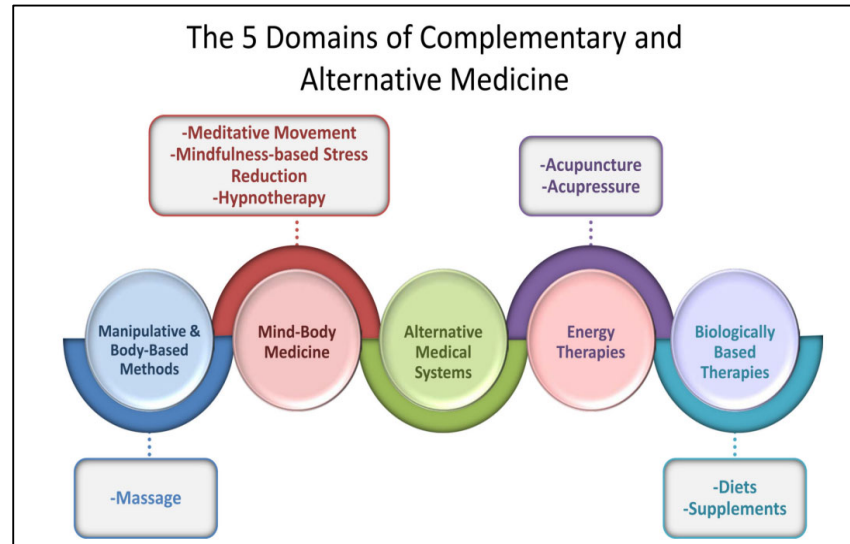 The 5 Domains of Complementary and
Alternative Medicine
-Meditative Movement
-Mindfulness-based Stress
Reduction
-Hypnotherapy
-Acupuncture
-Acupressure
Manipulative &
Body-Based
Methods
Mind-Body
Medicine
Alternative
Medical
Systems
Energy
Therapies
Biologically
Based
Therapies
-Massage
-Diets
-Supplements